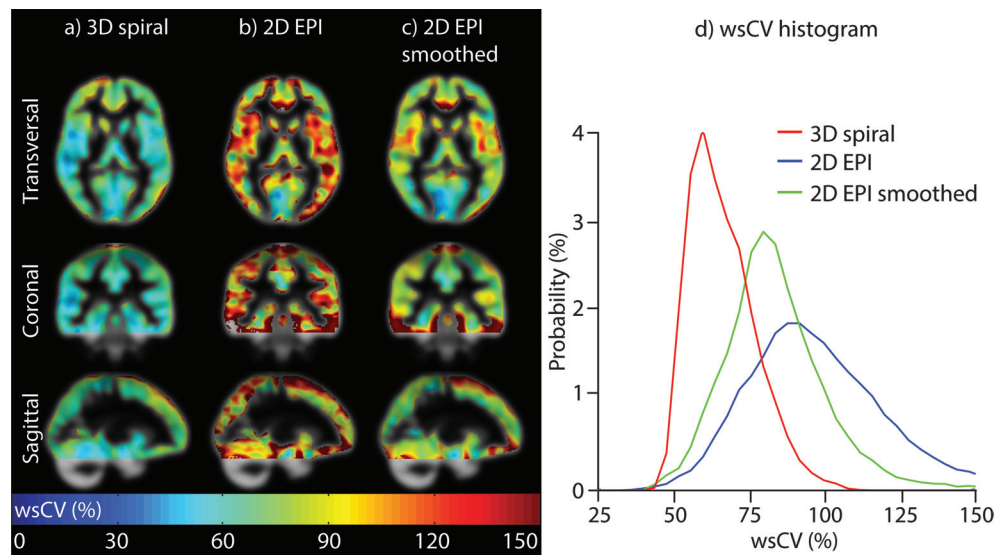 a) 3D spiral
b) 2D EPI
c) 2D EPI
smoothed
Transversal
Coronal
Sagittal
wsCV (%)
0 30 60 90 120 150
d) wsCV histogram
3D spiral
2D EPI
2D EPI smoothed
Probability (%)
4
3
2
1
0
25 50 75 100 125 150
wsCV (%)